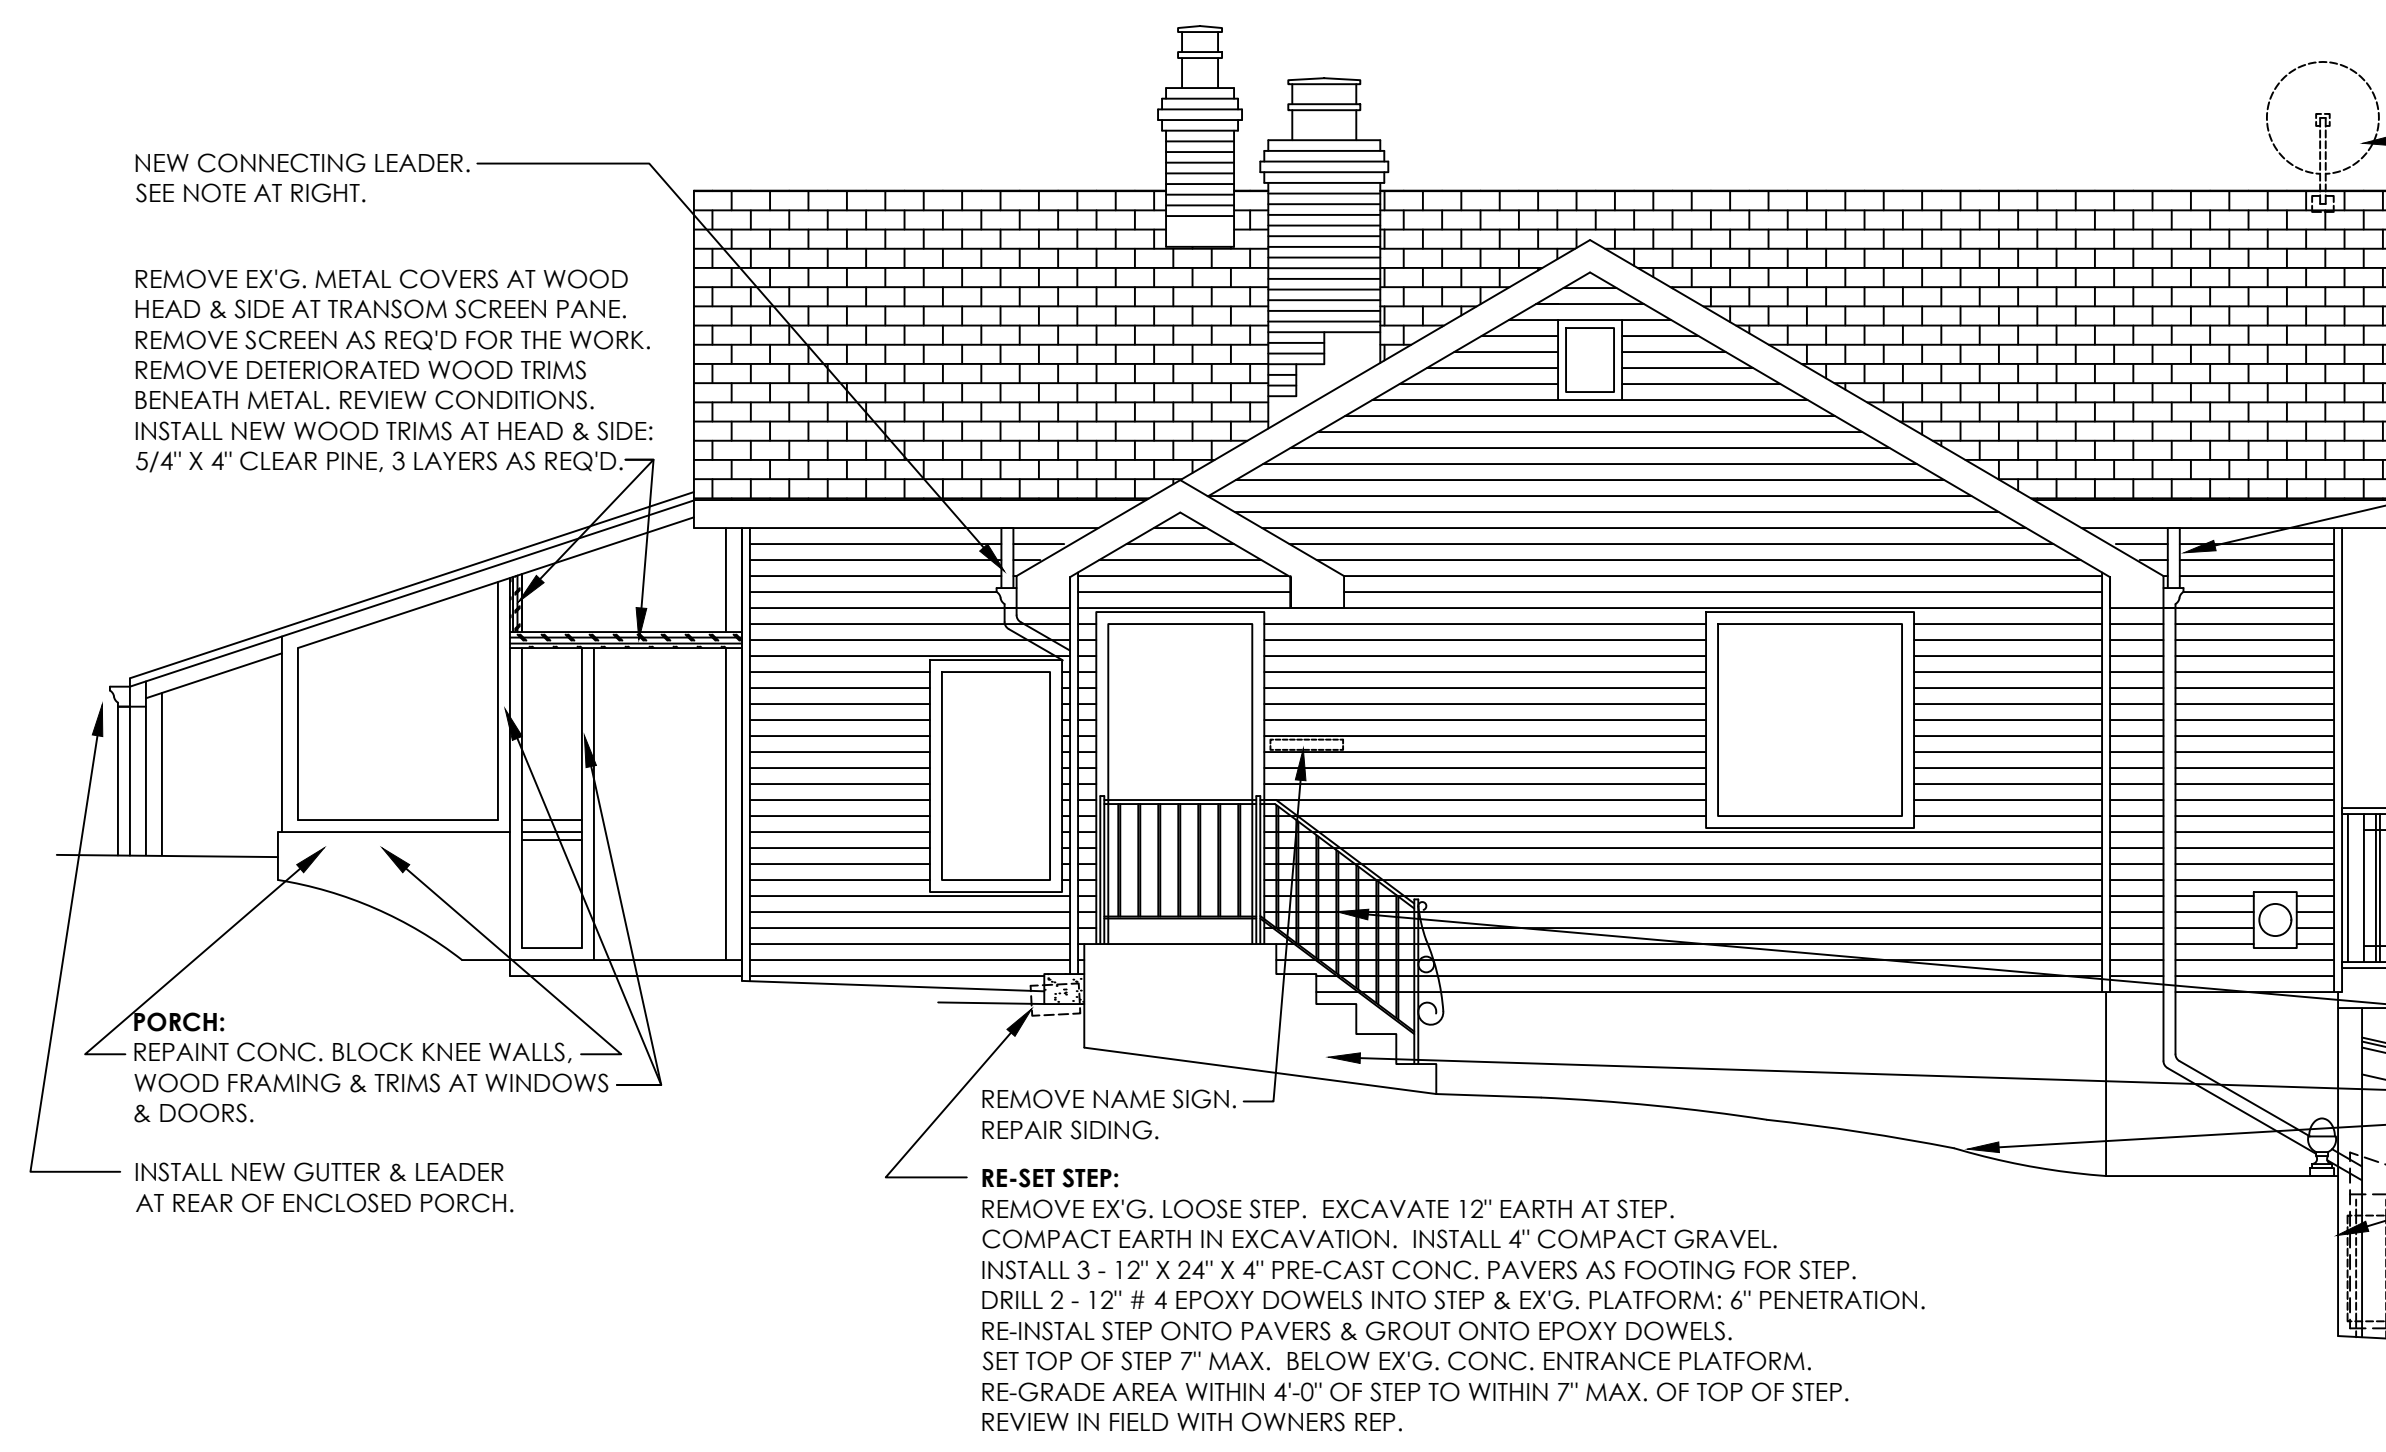 NEW CONNECTING LEADER.
SEE NOTE AT RIGHT.
REMOVE EX'G. METAL COVERS AT WOOD
HEAD & SIDE AT TRANSOM SCREEN PANE.
REMOVE SCREEN AS REQ'D FOR THE WORK.
REMOVE DETERIORATED WOOD TRIMS
BENEATH METAL. REVIEW CONDITIONS.
INSTALL NEW WOOD TRIMS AT HEAD & SIDE:
5/4" X 4" CLEAR PINE, 3 LAYERS AS REQ'D.
PORCH:
REPAINT CONC. BLOCK KNEE WALLS,
WOOD FRAMING & TRIMS AT WINDOWS
& DOORS.
INSTALL NEW GUTTER & LEADER
AT REAR OF ENCLOSED PORCH.
REMOVE NAME SIGN.
REPAIR SIDING.
RE-SET STEP:
REMOVE EX'G. LOOSE STEP. EXCAVATE 12" EARTH AT STEP.
COMPACT EARTH IN EXCAVATION. INSTALL 4" COMPACT GRAVEL.
INSTALL 3 - 12" X 24" X 4" PRE-CAST CONC. PAVERS AS FOOTING FOR STEP.
DRILL 2 - 12" # 4 EPOXY DOWELS INTO STEP & EX'G. PLATFORM: 6" PENETRATION.
RE-INSTAL STEP ONTO PAVERS & GROUT ONTO EPOXY DOWELS.
SET TOP OF STEP 7" MAX. BELOW EX'G. CONC. ENTRANCE PLATFORM.
RE-GRADE AREA WITHIN 4'-0" OF STEP TO WITHIN 7" MAX. OF TOP OF STEP.
REVIEW IN FIELD WITH OWNERS REP.